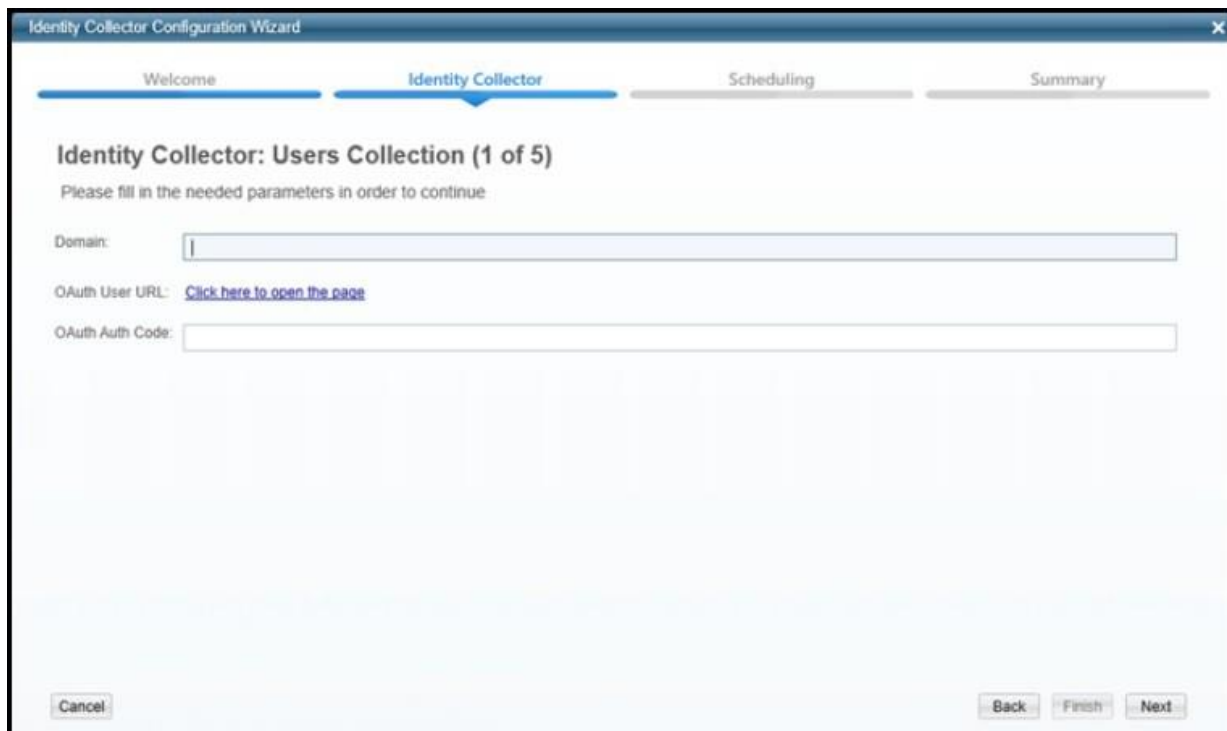 Identity Collector Configuration Wizard
Welcome Identity Collector Scheduling Summary
Identity Collector: Users Collection (1 of 5)
Please fill in the needed parameters in order to continue
Domain:
OAuth User URL: Click here to open the page
OAuth Auth Code:
Cancel Back Finish Next